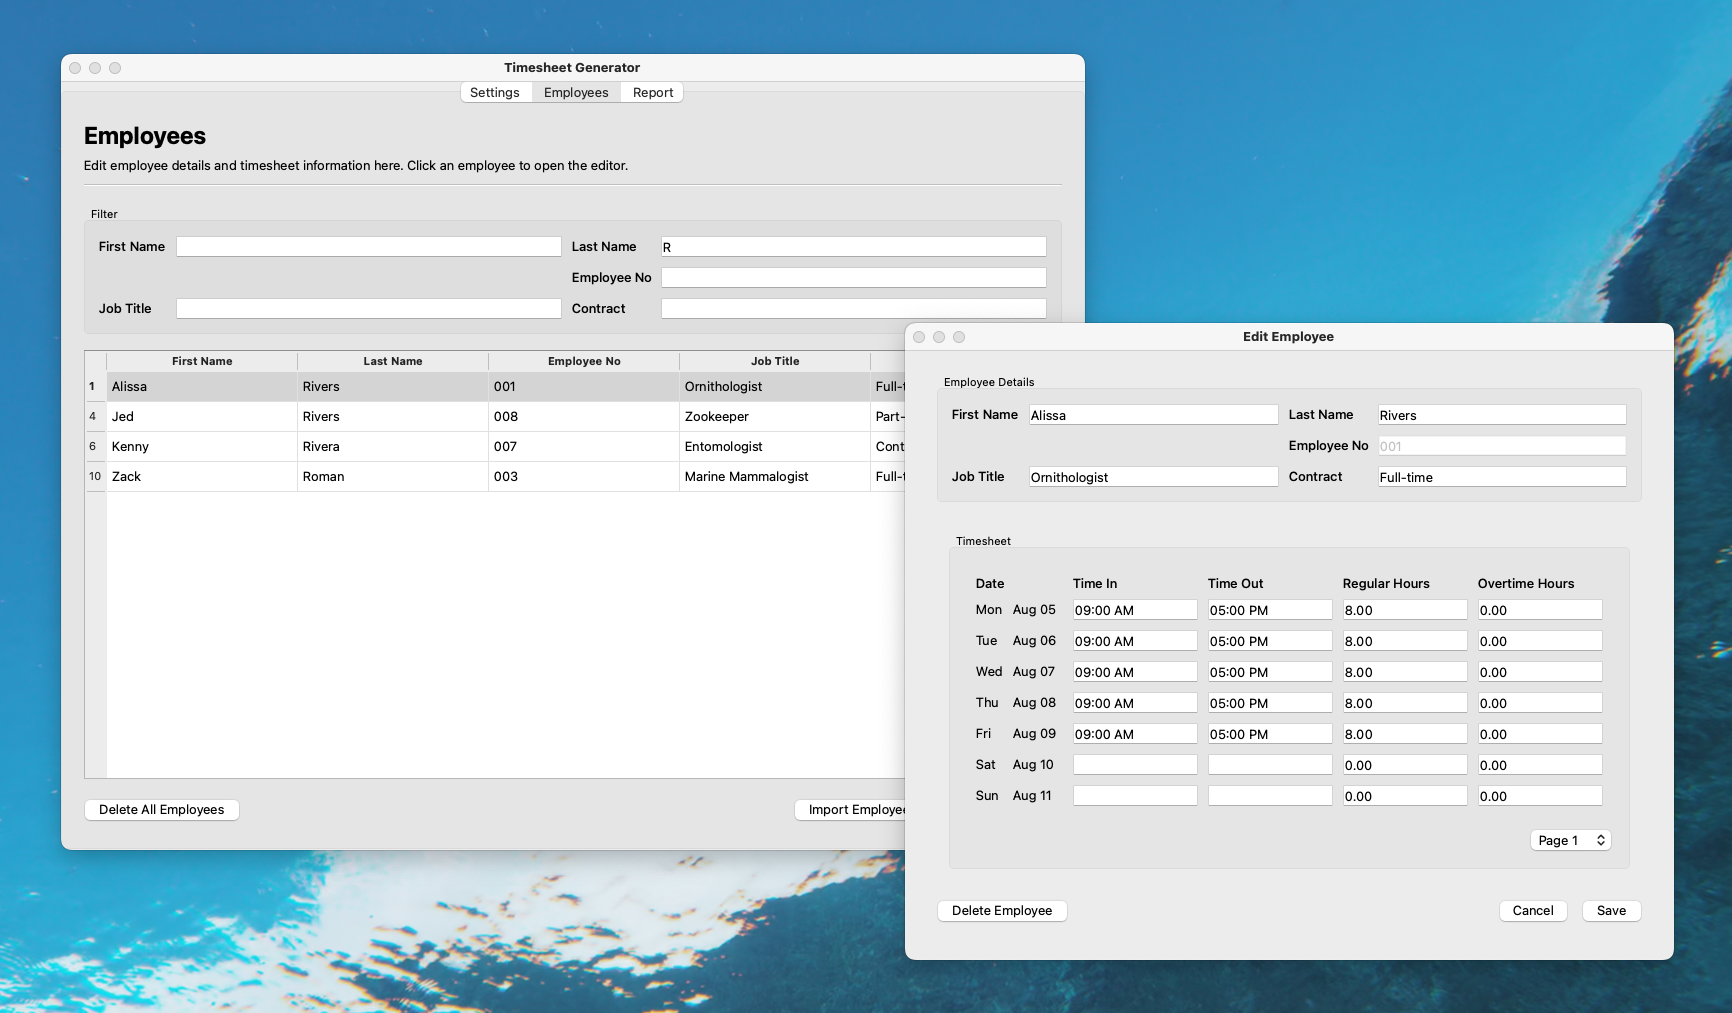 Timesheet Generator
Settings Employees Report
Employees
Edit employee details and timesheet information here. Click an employee to open the editor.
Filter
First Name Last Name R
Employee No
Job Title Contract
First Name Last Name Employee No Job Title
1 Alissa Rivers 001 Ornithologist Full-t
4 Jed Rivers 008 Zookeeper Part-
6 Kenny Rivera 007 Entomologist Cont
10 Zack Roman 003 Marine Mammalogist Full-t
Delete All Employees Import Employee
Edit Employee
Employee Details
First Name Alissa Last Name Rivers
Employee No 001
Job Title Ornithologist Contract Full-time
Timesheet
Date Time In Time Out Regular Hours Overtime Hours
Mon Aug 05 09:00 AM 05:00 PM 8.00 0.00
Tue Aug 06 09:00 AM 05:00 PM 8.00 0.00
Wed Aug 07 09:00 AM 05:00 PM 8.00 0.00
Thu Aug 08 09:00 AM 05:00 PM 8.00 0.00
Fri Aug 09 09:00 AM 05:00 PM 8.00 0.00
Sat Aug 10 0.00 0.00
Sun Aug 11 0.00 0.00
Page 1
Delete Employee Cancel Save